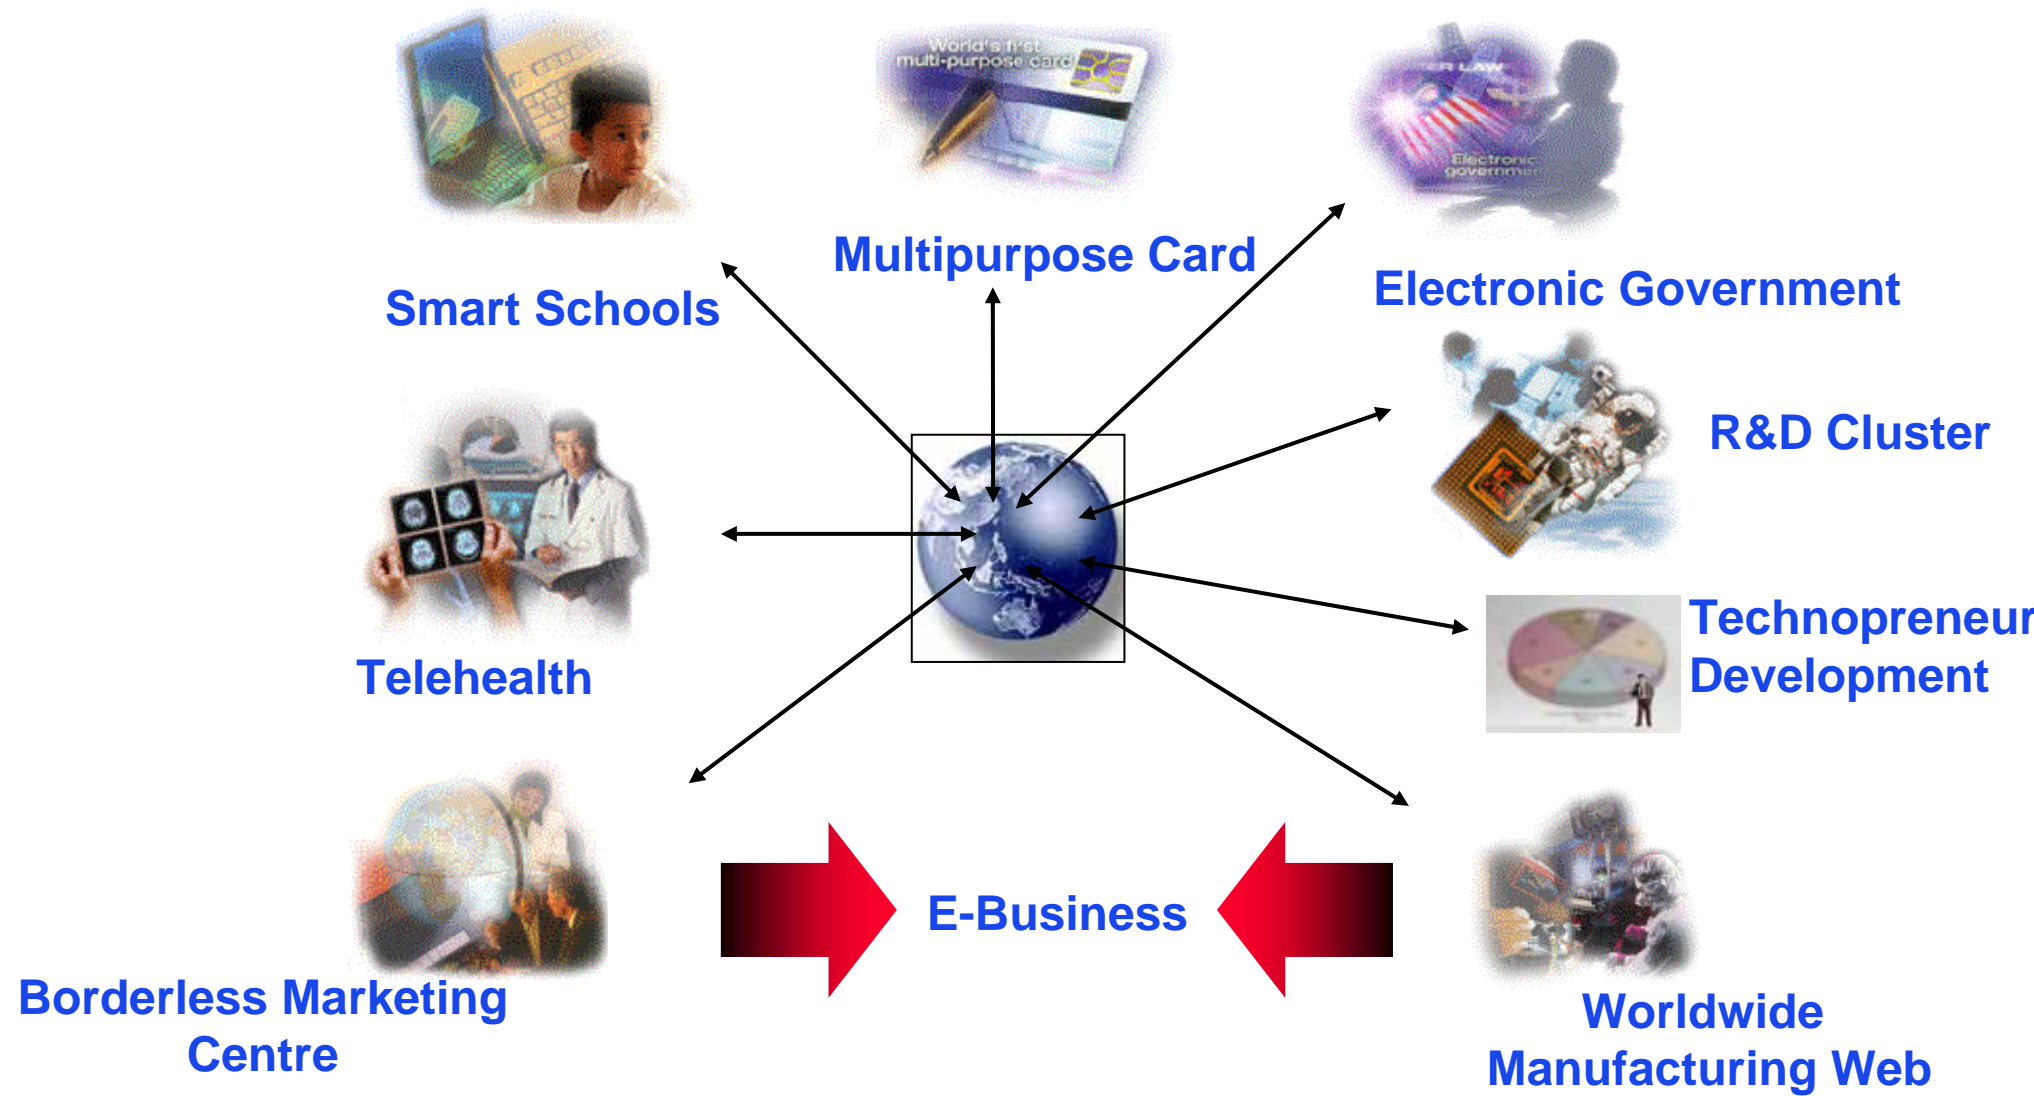 World's first
multi-purpose card
Electronic
Multipurpose Card
Electronic Government
Smart Schools
R&D Cluster
Technopreneur
Development
Telehealth
E-Business
Borderless Marketing
Centre
Worldwide
Manufacturing Web